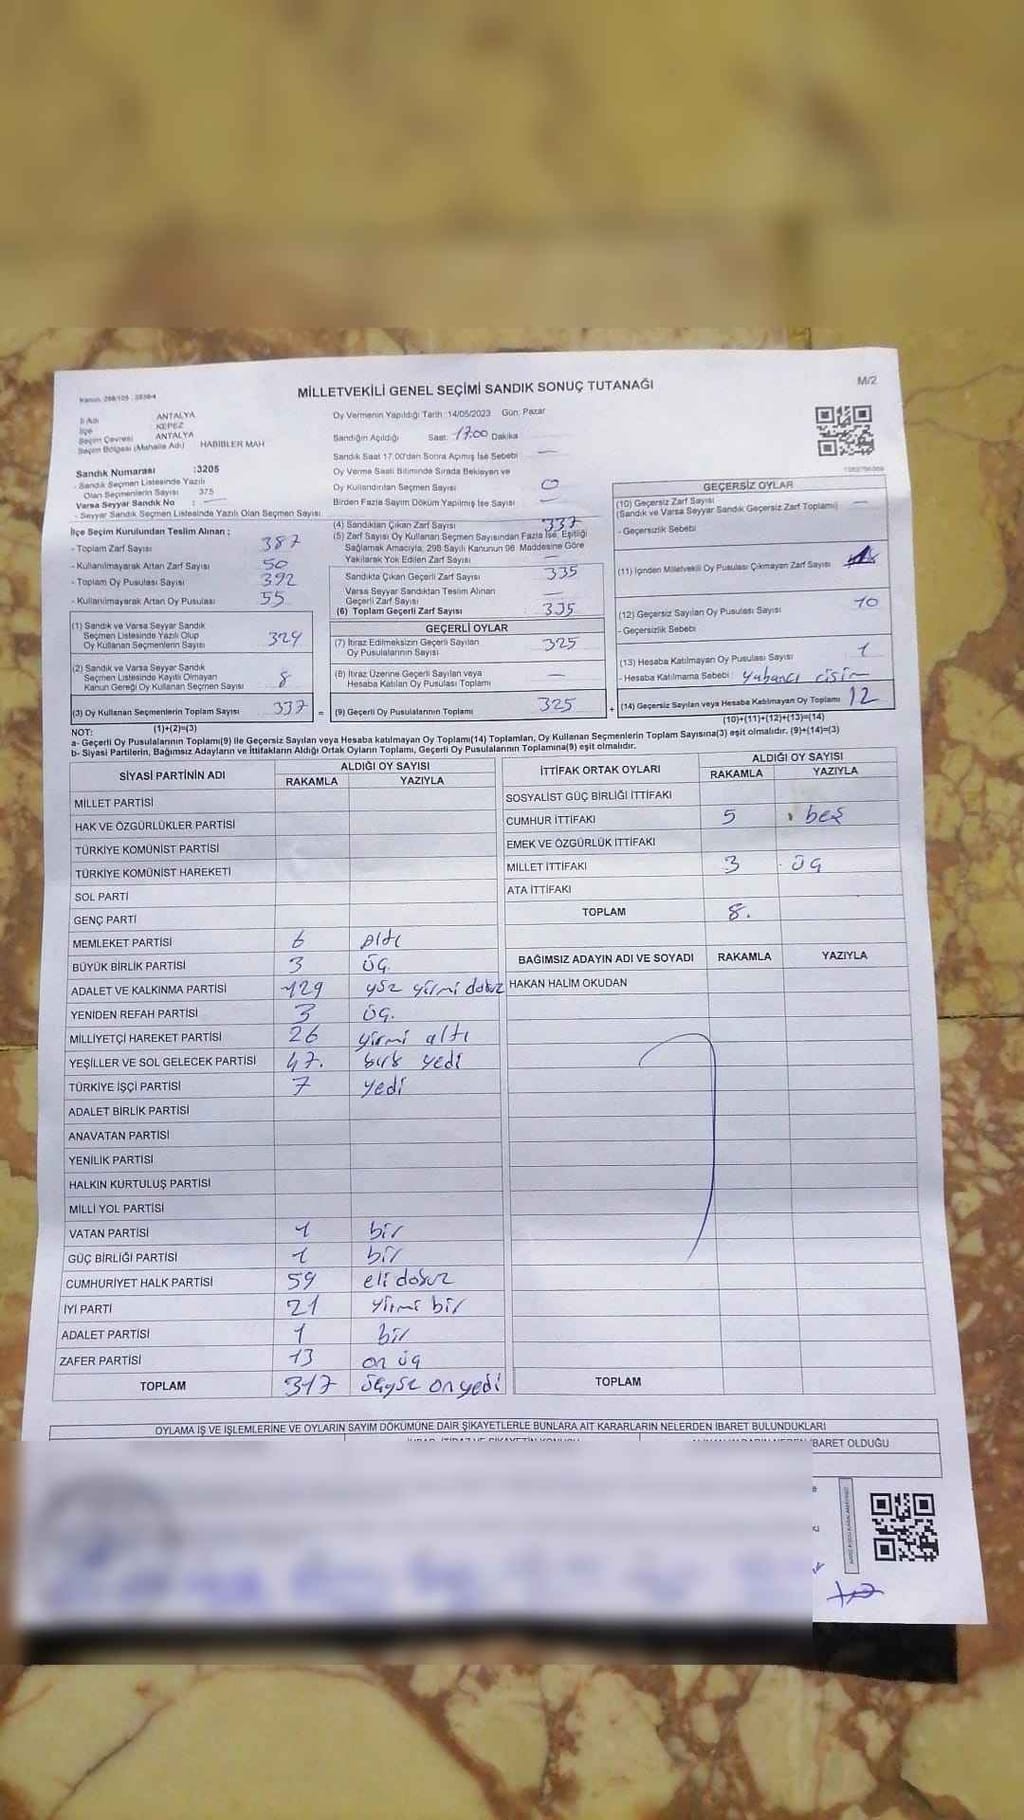 MİLLETVEKİLİ GENEL SEÇİMİ SANDIK SONUÇ TUTANAĞI
M/2
İl Adı ANTALYA
İlçe KEPEZ
Seçim Çevresi ANTALYA
Seçim Bölgesi (Mahalle Adı) HABİBLER MAH
Oy Vermenin Yapıldığı Tarih :14/05/2023 Gün: Pazar
Sandığın Açıldığı Saat: 17.00 Dakika
Sandık Saat 17.00'dan Sonra Açımış İse Sebebi —
Oy Verme Saati Bitiminde Sırada Bekleyen ve
Oy Kullandırılan Seçmen Sayısı 0
Birden Fazla Sayım Döküm Yapılmış İse Sayısı —
Sandık Numarası :3205
- Sandık Seçmen Listesinde Yazılı
Olan Seçmenlerin Sayısı 375
Varsa Seyyar Sandık No : —
- Seyyar Sandık Seçmen Listesinde Yazılı Olan Seçmen Sayısı
İlçe Seçim Kurulundan Teslim Alınan ;
- Toplam Zarf Sayısı 387
- Kullanılmayarak Artan Zarf Sayısı 50
- Toplam Oy Pusulası Sayısı 392
- Kullanılmayarak Artan Oy Pusulası 55
(1) Sandık ve Varsa Seyyar Sandık
Seçmen Listesinde Yazılı Olup
Oy Kullanan Seçmenlerin Sayısı 329
(2) Sandık ve Varsa Seyyar Sandık
Seçmen Listesinde Kayıtlı Olmayan
Kanun Gereği Oy Kullanan Seçmen Sayısı 8
(3) Oy Kullanan Seçmenlerin Toplam Sayısı 337
(1)+(2)=(3)
(4) Sandıktan Çıkan Zarf Sayısı 337
(5) Zarf Sayısı Oy Kullanan Seçmen Sayısından Fazla İse, Eşitliği
Sağlamak Amacıyla, 298 Sayılı Kanunun 98. Maddesine Göre
Yakılarak Yok Edilen Zarf Sayısı —
Sandıkta Çıkan Geçerli Zarf Sayısı 335
Varsa Seyyar Sandıktan Teslim Alınan
Geçerli Zarf Sayısı —
(6) Toplam Geçerli Zarf Sayısı 335
GEÇERLİ OYLAR
(7) İtiraz Edilmeksizin Geçerli Sayılan
Oy Pusulalarının Sayısı 325
(8) İtiraz Üzerine Geçerli Sayılan veya
Hesaba Katılan Oy Pusulası Toplamı —
= (9) Geçerli Oy Pusulalarının Toplamı 325
GEÇERSİZ OYLAR
(10) Geçersiz Zarf Sayısı —
(Sandık ve Varsa Seyyar Sandık Geçersiz Zarf Toplamı)
- Geçersizlik Sebebi
(11) İçinden Milletvekili Oy Pusulası Çıkmayan Zarf Sayısı
(12) Geçersiz Sayılan Oy Pusulası Sayısı 10
- Geçersizlik Sebebi
(13) Hesaba Katılmayan Oy Pusulası Sayısı 1
- Hesaba Katılmama Sebebi yabancı cisim
+ (14) Geçersiz Sayılan veya Hesaba Katılmayan Oy Toplamı 12
(10)+(11)+(12)+(13)=(14)
NOT:
a- Geçerli Oy Pusulalarının Toplamı(9) ile Geçersiz Sayılan veya Hesaba katılmayan Oy Toplamı(14) Toplamları, Oy Kullanan Seçmenlerin Toplam Sayısına(3) eşit olmalıdır. (9)+(14)=(3)
b- Siyasi Partilerin, Bağımsız Adayların ve İttifakların Aldığı Ortak Oyların Toplamı, Geçerli Oy Pusulalarının Toplamına(9) eşit olmalıdır.
SİYASİ PARTİNİN ADI ALDIĞI OY SAYISI
RAKAMLA YAZIYLA
MİLLET PARTİSİ
HAK VE ÖZGÜRLÜKLER PARTİSİ
TÜRKİYE KOMÜNİST PARTİSİ
TÜRKİYE KOMÜNİST HAREKETİ
SOL PARTİ
GENÇ PARTİ
MEMLEKET PARTİSİ 6 altı
BÜYÜK BİRLİK PARTİSİ 3 üç.
ADALET VE KALKINMA PARTİSİ 129 yüz yirmi dokuz
YENİDEN REFAH PARTİSİ 3 üç.
MİLLİYETÇİ HAREKET PARTİSİ 26 yirmi altı
YEŞİLLER VE SOL GELECEK PARTİSİ 47. kırk yedi
TÜRKİYE İŞÇİ PARTİSİ 7 yedi
ADALET BİRLİK PARTİSİ
ANAVATAN PARTİSİ
YENİLİK PARTİSİ
HALKIN KURTULUŞ PARTİSİ
MİLLİ YOL PARTİSİ
VATAN PARTİSİ 1 bir
GÜÇ BİRLİĞİ PARTİSİ 1 bir
CUMHURİYET HALK PARTİSİ 59 eli dokuz
İYİ PARTİ 21 yirmi bir
ADALET PARTİSİ 1 bir
ZAFER PARTİSİ 13 on üç
TOPLAM 317 üçyüz onyedi
İTTİFAK ORTAK OYLARI ALDIĞI OY SAYISI
RAKAMLA YAZIYLA
SOSYALİST GÜÇ BİRLİĞİ İTTİFAKI
CUMHUR İTTİFAKI 5 beş
EMEK VE ÖZGÜRLÜK İTTİFAKI
MİLLET İTTİFAKI 3 üç
ATA İTTİFAKI
TOPLAM 8.
BAĞIMSIZ ADAYIN ADI VE SOYADI RAKAMLA YAZIYLA
HAKAN HALİM OKUDAN
TOPLAM
OYLAMA İŞ VE İŞLEMLERİNE VE OYLARIN SAYIM DÖKÜMÜNE DAİR ŞİKAYETLERLE BUNLARA AİT KARARLARIN NELERDEN İBARET BULUNDUKLARI
İBARET OLDUĞU